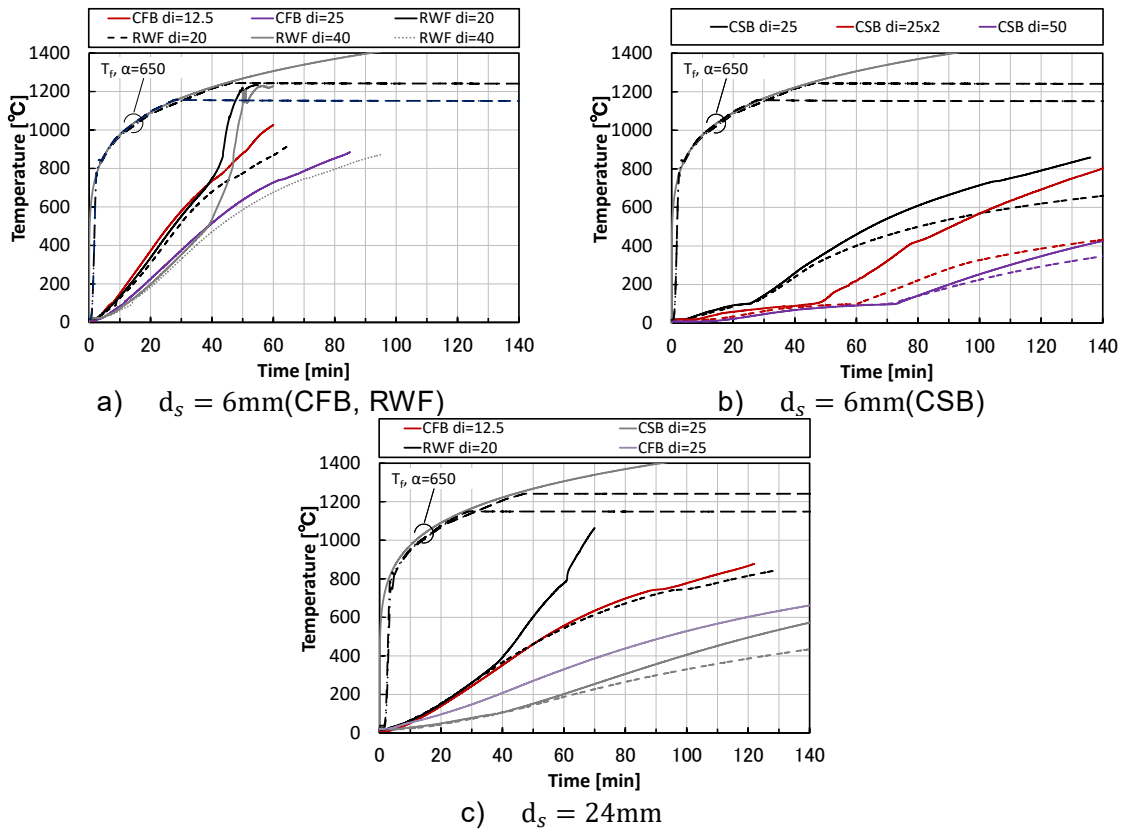 CFB di=12.5 CFB di=25 RWF di=20
RWF di=20 RWF di=40 RWF di=40
1400
1200
1000
800
600
400
200
0
Temperature [℃]
Tf, α=650
0 20 40 60 80 100 120 140
Time [min]
a) ds = 6mm(CFB, RWF)
CSB di=25 CSB di=25x2 CSB di=50
1400
1200
1000
800
600
400
200
0
Temperature [℃]
Tf, α=650
0 20 40 60 80 100 120 140
Time [min]
b) ds = 6mm(CSB)
CFB di=12.5 CSB di=25
RWF di=20 CFB di=25
1400
1200
1000
800
600
400
200
0
Temperature [℃]
Tf, α=650
0 20 40 60 80 100 120 140
Time [min]
c) ds = 24mm